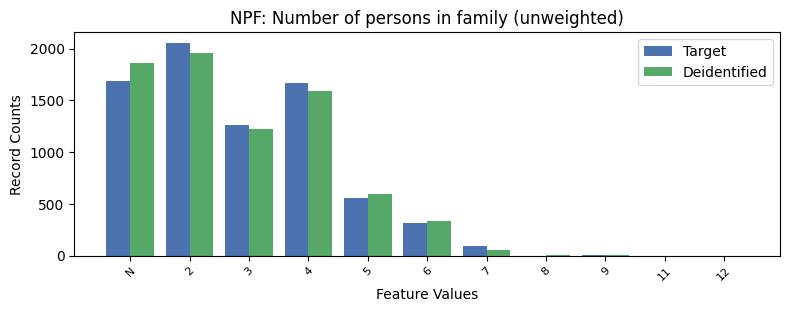 NPF: Number of persons in family (unweighted)
Target
Deidentified
2000
1500
1000
500
0
Record Counts
N 2 3 4 5 6 7 8 9 11 12
Feature Values